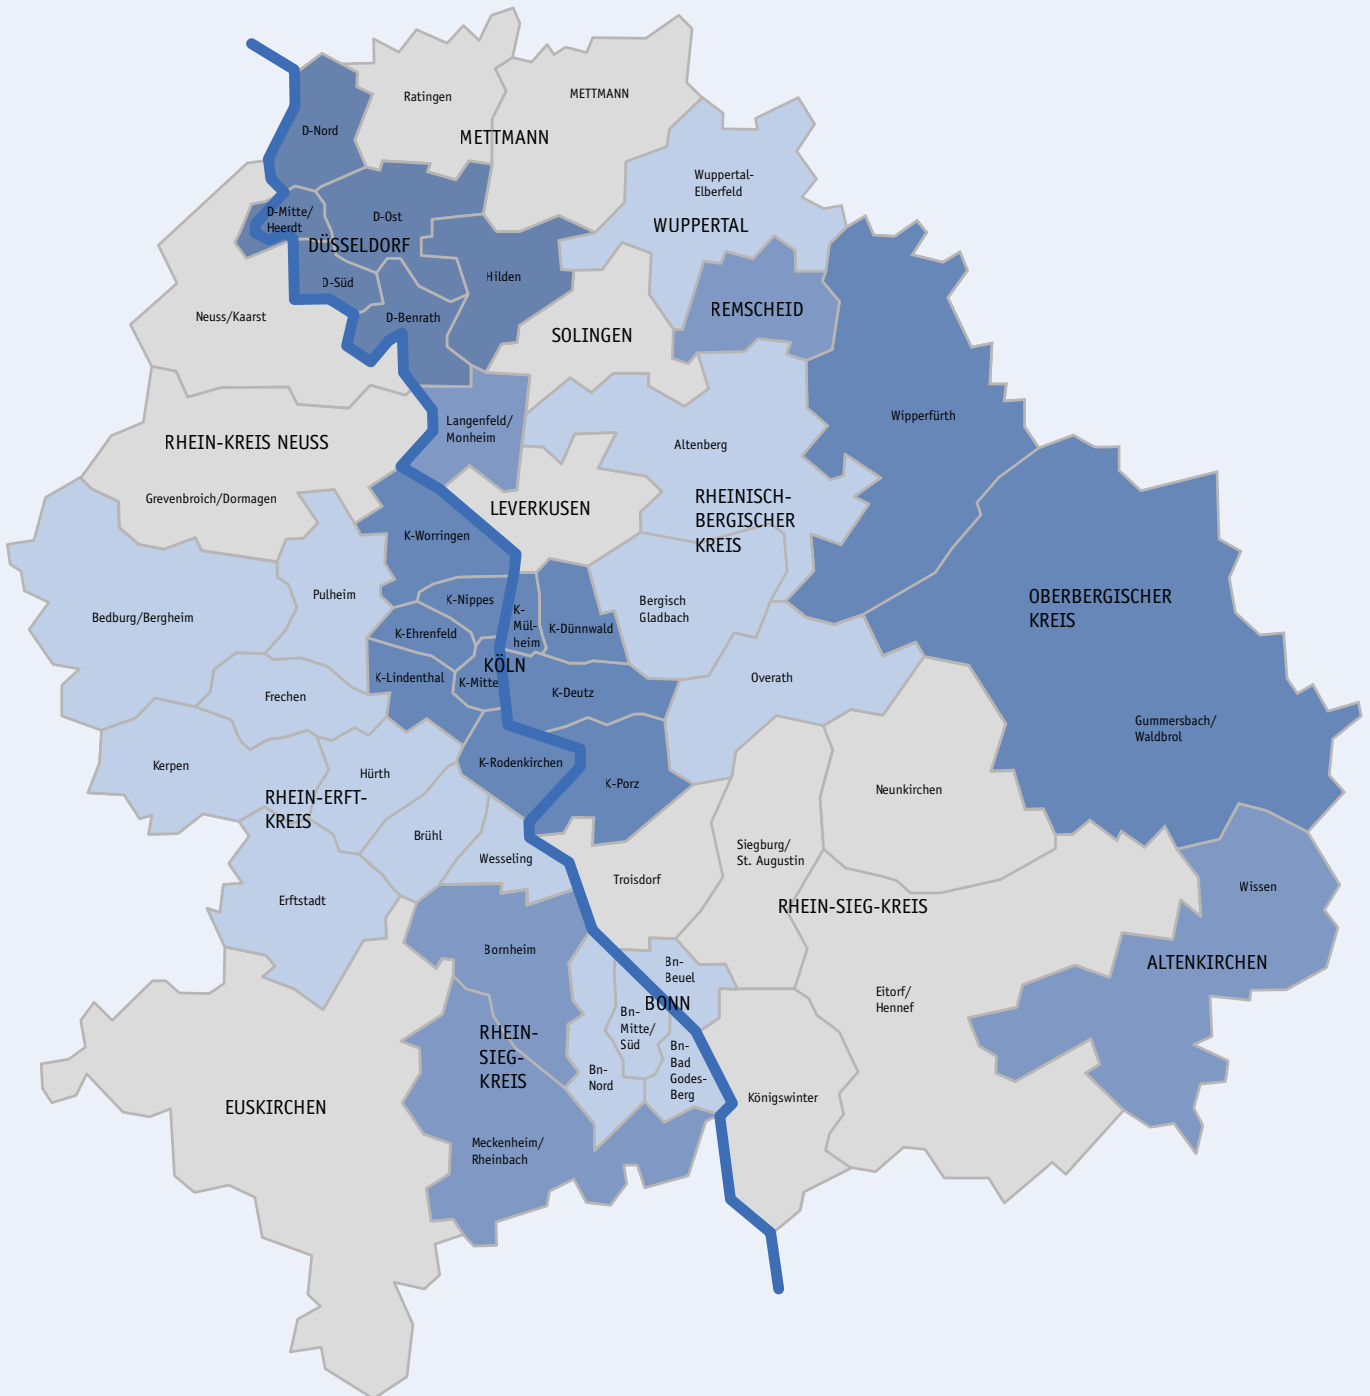 Ratingen
METTMANN
D-Nord
METTMANN
Wuppertal-
Elberfeld
WUPPERTAL
D-Mitte/
Heerdt
D-Ost
DÜSSELDORF
Hilden
D-Süd
D-Benrath
Neuss/Kaarst
REMSCHEID
SOLINGEN
Wipperfürth
Langenfeld/
Monheim
RHEIN-KREIS NEUSS
Altenberg
Grevenbroich/Dormagen
LEVERKUSEN
RHEINISCH-
BERGISCHER
KREIS
K-Worringen
Pulheim
K-Nippes
K-
Mül-
heim
K-Dünnwald
Bergisch
Gladbach
OBERBERGISCHER
KREIS
Bedburg/Bergheim
K-Ehrenfeld
KÖLN
K-Lindenthal
K-Mitte
K-Deutz
Overath
Frechen
Gummersbach/
Waldbrol
Kerpen
Hürth
K-Rodenkirchen
K-Porz
Neunkirchen
RHEIN-ERFT-
KREIS
Brühl
Siegburg/
St. Augustin
Wesseling
Troisdorf
Wissen
Erftstadt
RHEIN-SIEG-KREIS
Bornheim
ALTENKIRCHEN
Bn-
Beuel
BONN
Eitorf/
Hennef
Bn-
Mitte/
Süd
RHEIN-
SIEG-
KREIS
Bn-
Bad
Godes-
Berg
Bn-
Nord
Königswinter
EUSKIRCHEN
Meckenheim/
Rheinbach